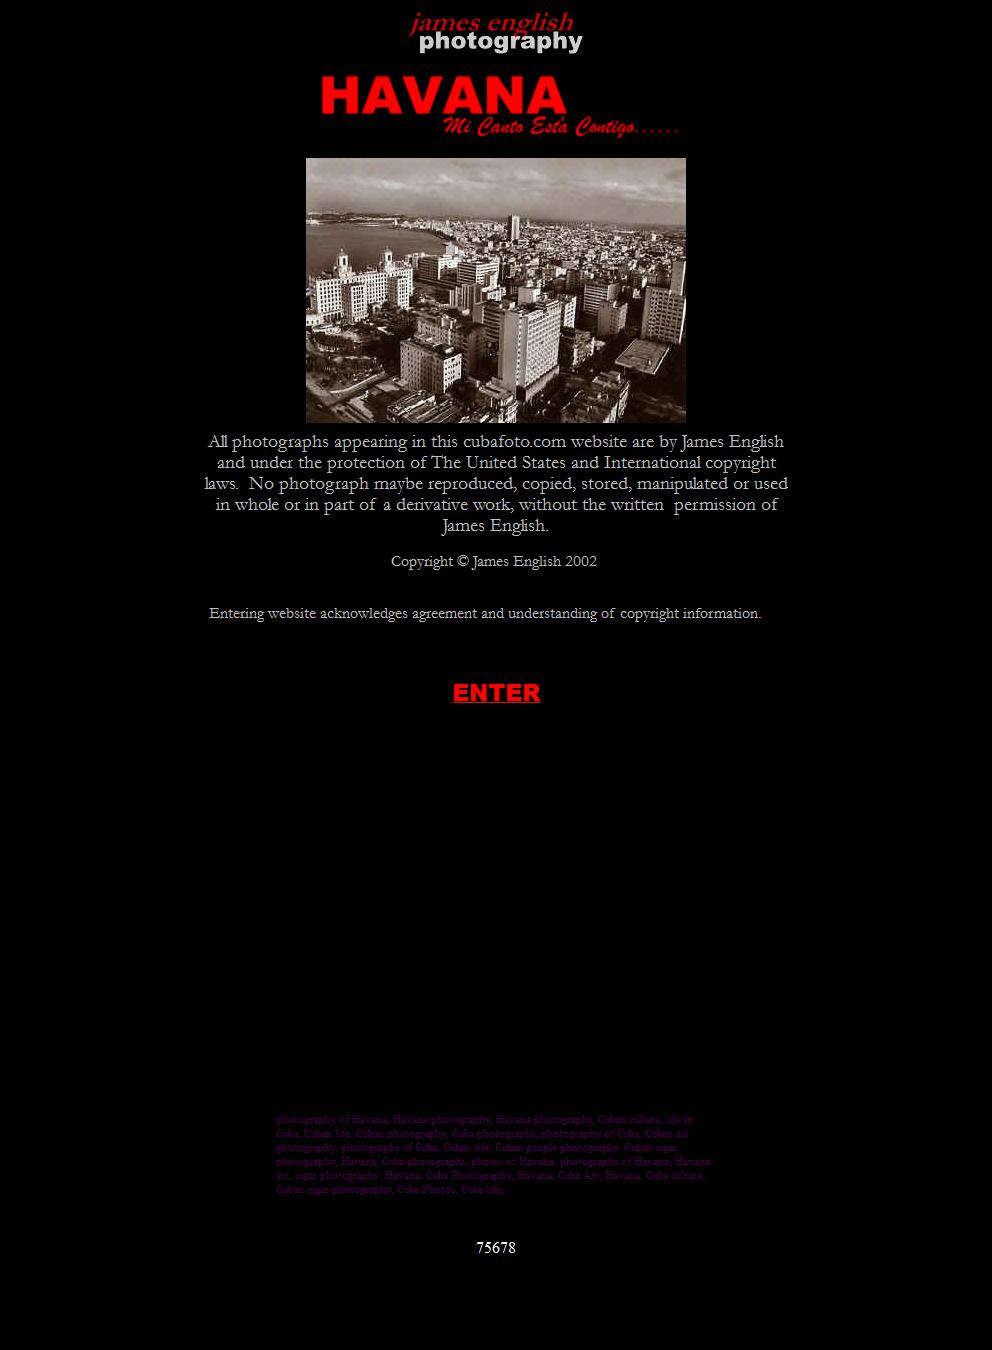 james english
photography
HAVANA
Mi Canto Est'a Contigo......
All photographs appearing in this cubafoto.com website are by James English
and under the protection of The United States and International copyright
laws.  No photograph maybe reproduced, copied, stored, manipulated or used
in whole or in part of a derivative work, without the written  permission of
James English.
Copyright © James English 2002
Entering website acknowledges agreement and understanding of copyright information.
ENTER
photography of Havana, Havana photography, Havana photographs, Cuban culture, life in
Cuba, Cuban life, Cuban photography, Cuba photographs, photography of Cuba, Cuban art
photography, photographs of Cuba, Cuban life, Cuban people photographs, Cuban cigar
photography, Havana, Cuba photographs, photos of Havana, photographs of Havana, Havana
art, cigar photography, Havana, Cuba Photography, Havana, Cuba Art, Havana, Cuba culture,
Cuban cigar photography, Cuba Photos, Cuba life,
75678